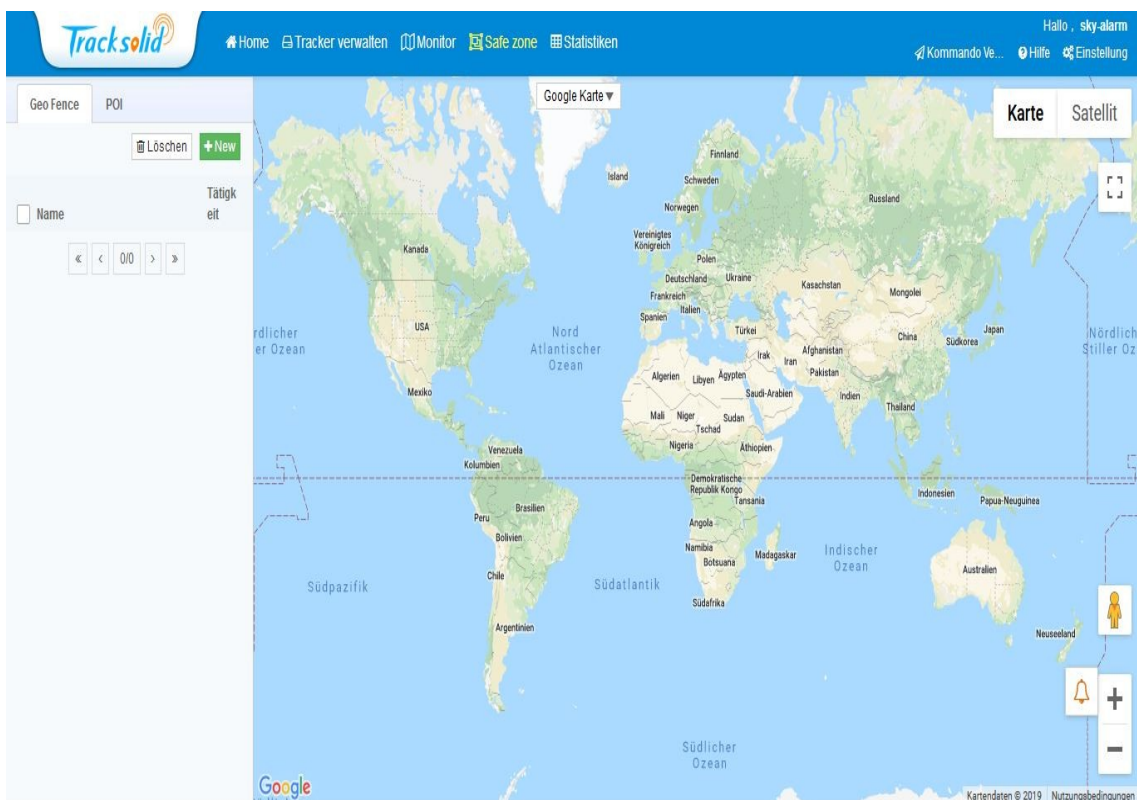 Tracksolid
Home Tracker verwalten Monitor Safe zone Statistiken
Hallo , sky-alarm
Kommando Ve... Hilfe Einstellung
Geo Fence POI
Löschen + New
Name
Tätigk
eit
« < 0/0 > »
Google Karte ▾
Karte Satellit
Finnland
Island
Schweden
Russland
Norwegen
Vereinigtes
Königreich
Kanada
Polen
Deutschland
Ukraine
Kasachstan
Mongolei
Frankreich
Italien
Spanien
USA
Nord
Atlantischer
Ozean
rdlicher
er Ozean
Türkei
China
Japan
Südkorea
Nördlich
Stiller Oz
Irak
Iran
Afghanistan
Pakistan
Algerien
Libyen
Ägypten
Saudi-Arabien
Indien
Mexiko
Thailand
Mali
Niger
Sudan
Tschad
Nigeria
Äthiopien
Venezuela
Kolumbien
Demokratische
Republik Kongo
Tansania
Indonesien
Papua-Neuguinea
Brasilien
Peru
Angola
Bolivien
Namibia
Botsuana
Madagaskar
Indischer
Ozean
Australien
Chile
Südpazifik
Südatlantik
Südafrika
Argentinien
Neuseeland
Südlicher
Ozean
Google
Kartendaten © 2019 Nutzungsbedingungen